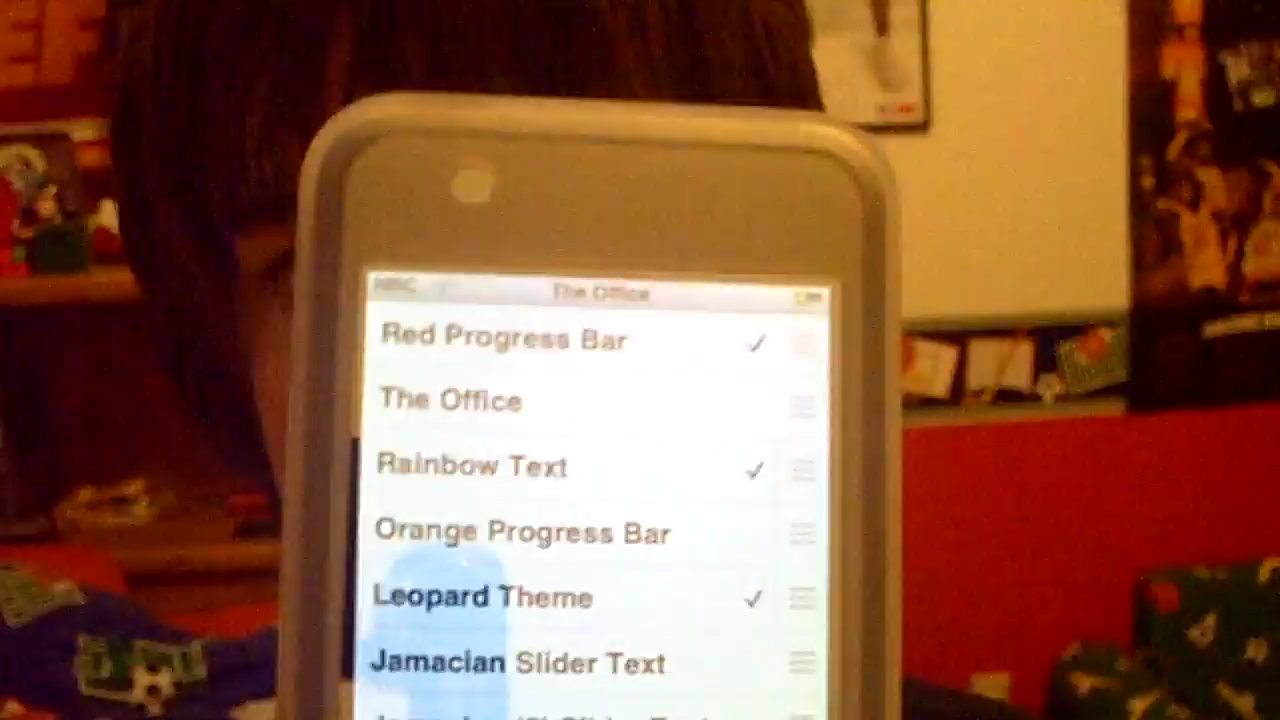 The Office
Red Progress Bar
The Office
Rainbow Text
Orange Progress Bar
Leopard Theme
Jamacian Slider Text